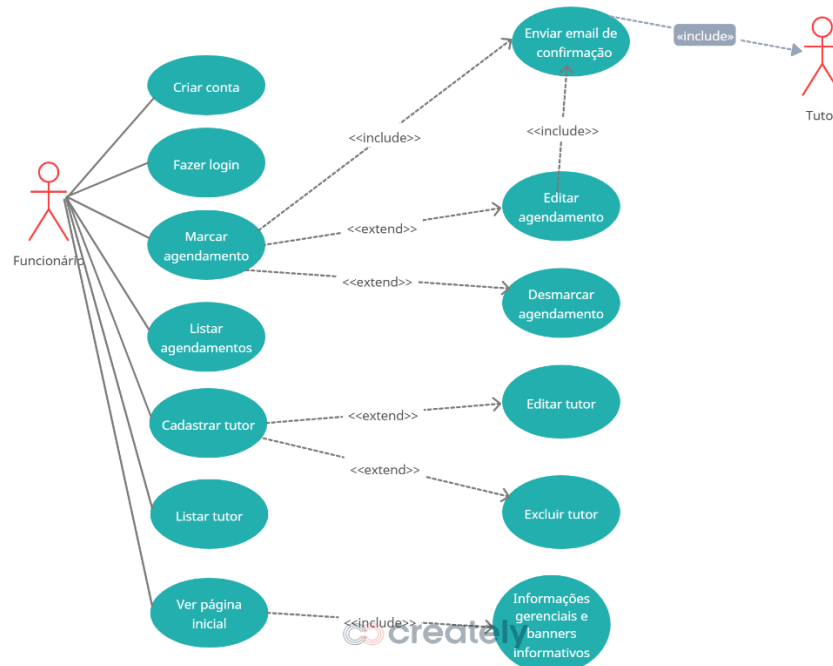 Enviar email de
confirmação
«include»
Tuto
Criar conta
<<include>>
<<include>>
Fazer login
Funcionário
Marcar
agendamento
<<extend>>
Editar
agendamento
<<extend>>
Desmarcar
agendamento
Listar
agendamentos
Cadastrar tutor
<<extend>>
Editar tutor
<<extend>>
Listar tutor
Excluir tutor
Ver página
inicial
<<include>>
Informações
gerenciais e
banners
informativos
creately